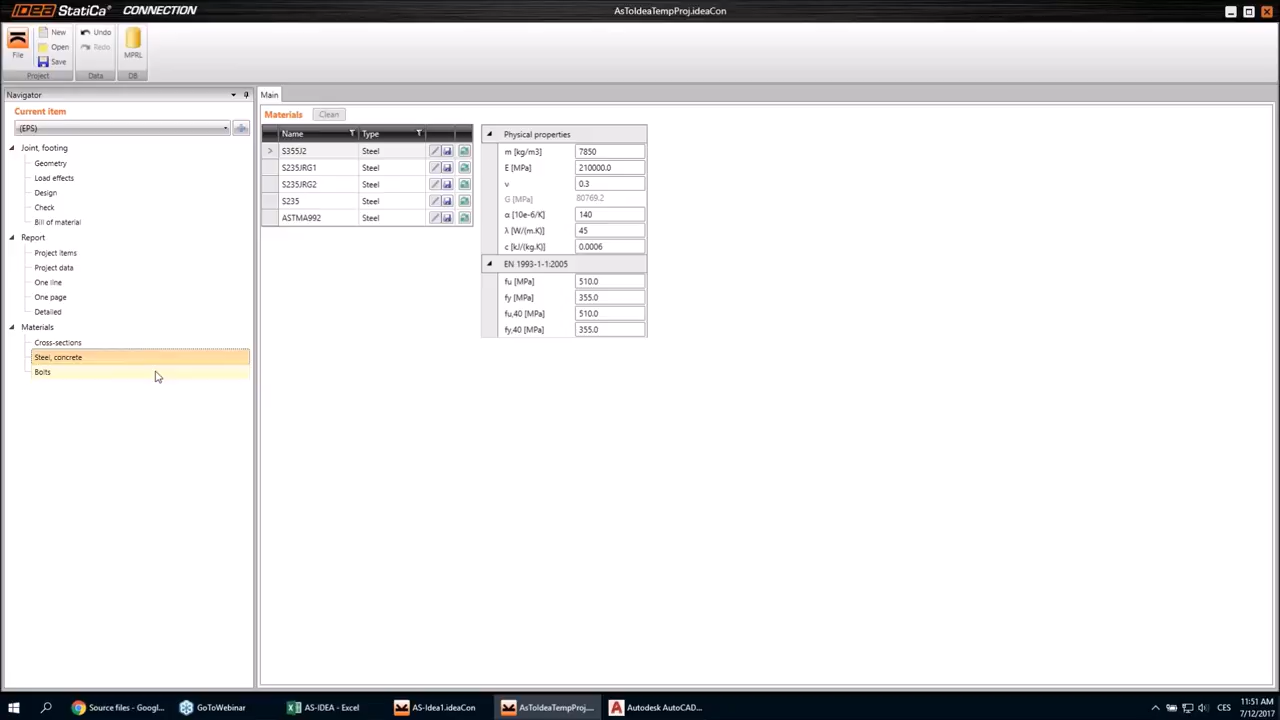 IDEA StatiCa® CONNECTION
AsToIdeaTempProj.ideaCon
New
Open
Save
File
Undo
Redo
MPRL
Project
Data
DB
Navigator
Main
Current item
(EPS)
Joint, footing
Geometry
Load effects
Design
Check
Bill of material
Report
Project items
Project data
One line
One page
Detailed
Materials
Cross-sections
Steel, concrete
Bolts
Materials
Clean
Name Type
S355J2 Steel
S235JRG1 Steel
S235JRG2 Steel
S235 Steel
ASTMA992 Steel
Physical properties
m [kg/m3] 7850
E [MPa] 210000.0
ν 0.3
G [MPa] 80769.2
α [10e-6/K] 140
λ [W/(m.K)] 45
c [kJ/(kg.K)] 0.0006
EN 1993-1-1:2005
fu [MPa] 510.0
fy [MPa] 355.0
fu,40 [MPa] 510.0
fy,40 [MPa] 355.0
Source files - Googl...
GoToWebinar
AS-IDEA - Excel
AS-Idea1.ideaCon
AsToIdeaTempProj...
Autodesk AutoCAD...
CES
11:51 AM
7/12/2017